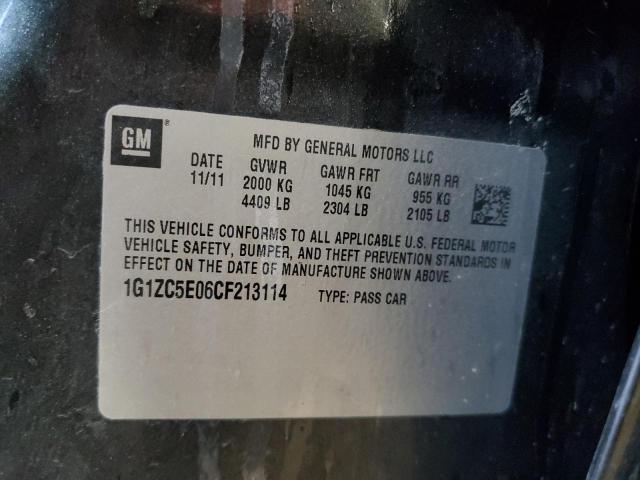 GM®
MFD BY GENERAL MOTORS LLC
DATE GVWR GAWR FRT GAWR RR
11/11 2000 KG 1045 KG 955 KG
4409 LB 2304 LB 2105 LB
THIS VEHICLE CONFORMS TO ALL APPLICABLE U.S. FEDERAL MOTOR
VEHICLE SAFETY, BUMPER, AND THEFT PREVENTION STANDARDS IN
EFFECT ON THE DATE OF MANUFACTURE SHOWN ABOVE.
1G1ZC5E06CF213114 TYPE: PASS CAR